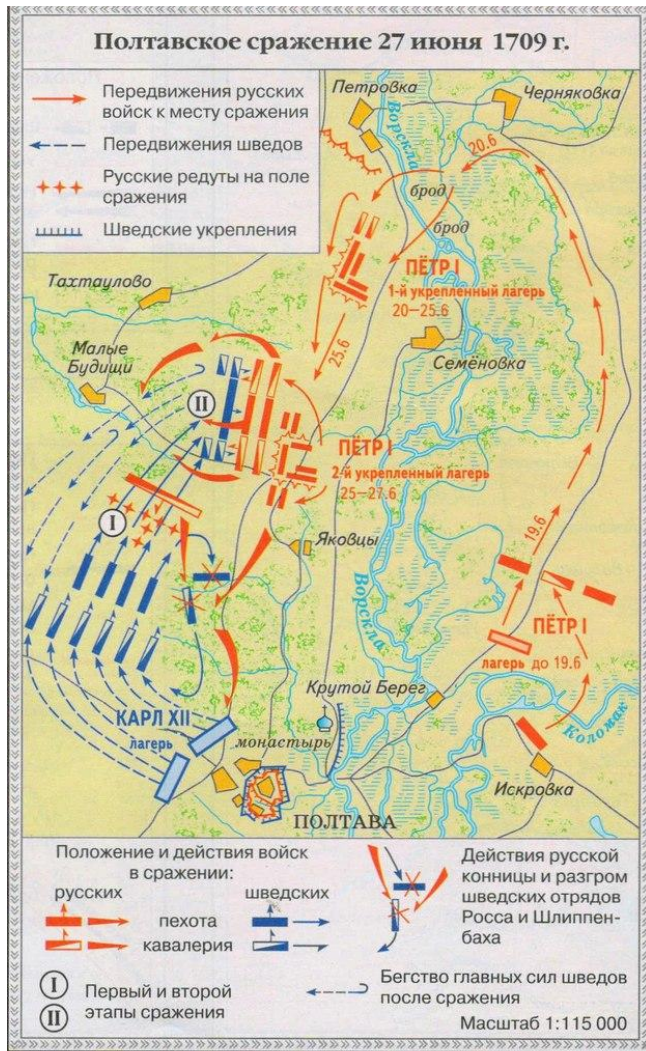 Полтавское сражение 27 июня 1709 г.
Передвижения русских
войск к месту сражения
Передвижения шведов
Русские редуты на поле
сражения
Шведские укрепления
Петровка
Черняковка
Ворскла
20.6
брод
брод
ПЁТР I
1-й укрепленный лагерь
20–25.6
Тахтаулово
25.6
Семёновка
Малые
Будищи
II
ПЁТР I
2-й укрепленный лагерь
25–27.6
I
19.6
Яковцы
Ворскла
ПЁТР I
лагерь до 19.6
Крутой Берег
КАРЛ XII
лагерь
монастырь
Коломак
Искровка
ПОЛТАВА
Положение и действия войск
в сражении:
русских
шведских
пехота
кавалерия
Действия русской
конницы и разгром
шведских отрядов
Росса и Шлиппен-
баха
I
II
Первый и второй
этапы сражения
Бегство главных сил шведов
после сражения
Масштаб 1:115 000